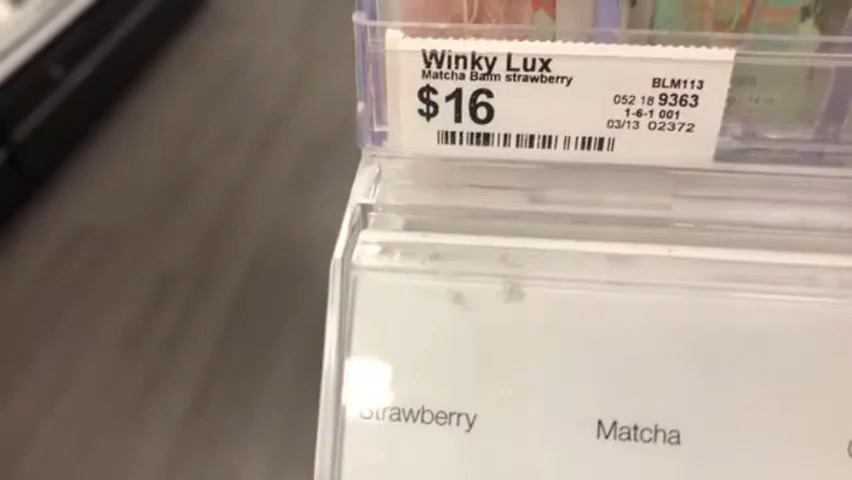 Winky Lux
Matcha Balm strawberry
$16
BLM113
052 18 9363
1-6-1 001
03/13 02372
Strawberry
Matcha